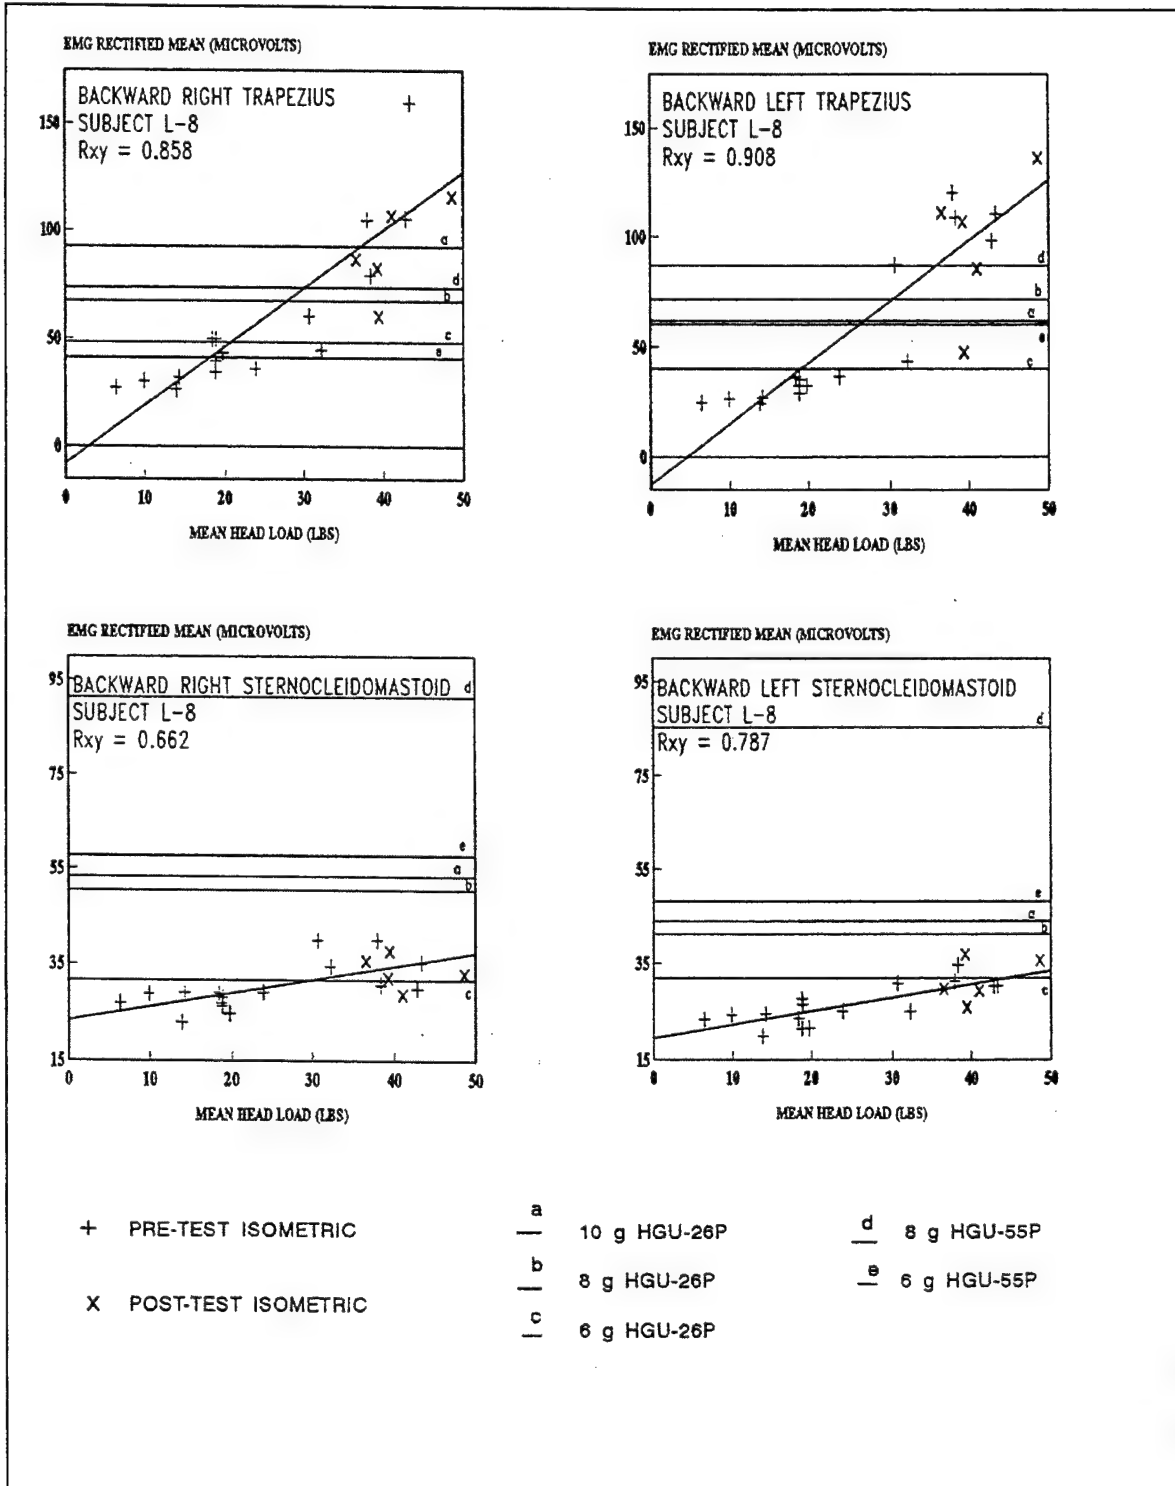 EMG RECTIFIED MEAN (MICROVOLTS)
BACKWARD RIGHT TRAPEZIUS
SUBJECT L-8
Rxy = 0.858
150
100
50
0
a
d
b
c
e
0 10 20 30 40 50
MEAN HEAD LOAD (LBS)
EMG RECTIFIED MEAN (MICROVOLTS)
BACKWARD LEFT TRAPEZIUS
SUBJECT L-8
Rxy = 0.908
150
100
50
0
d
b
a
e
c
0 10 20 30 40 50
MEAN HEAD LOAD (LBS)
EMG RECTIFIED MEAN (MICROVOLTS)
BACKWARD RIGHT STERNOCLEIDOMASTOID d
SUBJECT L-8
Rxy = 0.662
95
75
55
35
15
e
a
b
c
0 10 20 30 40 50
MEAN HEAD LOAD (LBS)
EMG RECTIFIED MEAN (MICROVOLTS)
BACKWARD LEFT STERNOCLEIDOMASTOID
SUBJECT L-8
Rxy = 0.787
95
75
55
35
15
d
e
a
b
c
0 10 20 30 40 50
MEAN HEAD LOAD (LBS)
+ PRE-TEST ISOMETRIC
X POST-TEST ISOMETRIC
a 10 g HGU-26P
b 8 g HGU-26P
c 6 g HGU-26P
d 8 g HGU-55P
e 6 g HGU-55P